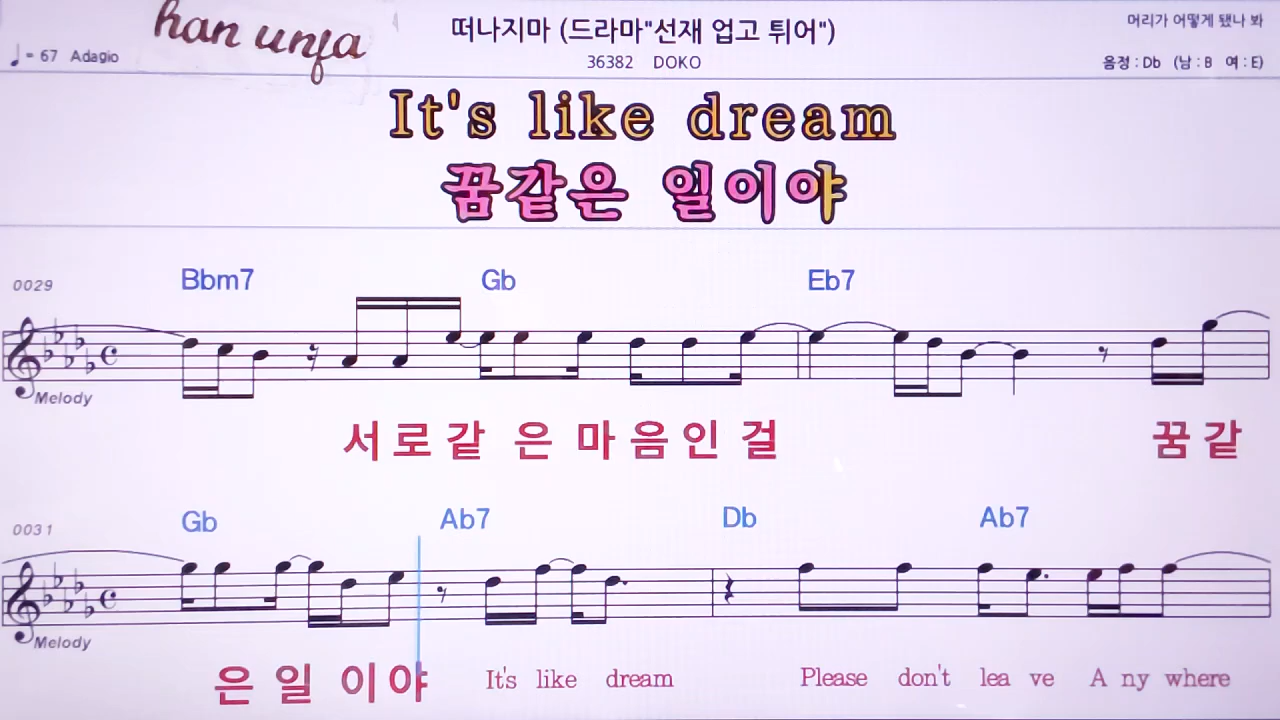 han unja
떠나지마 (드라마"선재 업고 튀어")
머리가 어떻게 됐나 봐
♩= 67 Adagio
36382 DOKO
음정 : Db (남 : B 여 : E)
It's like dream
꿈같은 일이야
0029
Bbm7 Gb Eb7
Melody
서 로 같 은 마 음 인 걸 꿈 같
0031
Gb Ab7 Db Ab7
Melody
은 일 이 야 It's like dream Please don't lea ve A ny where